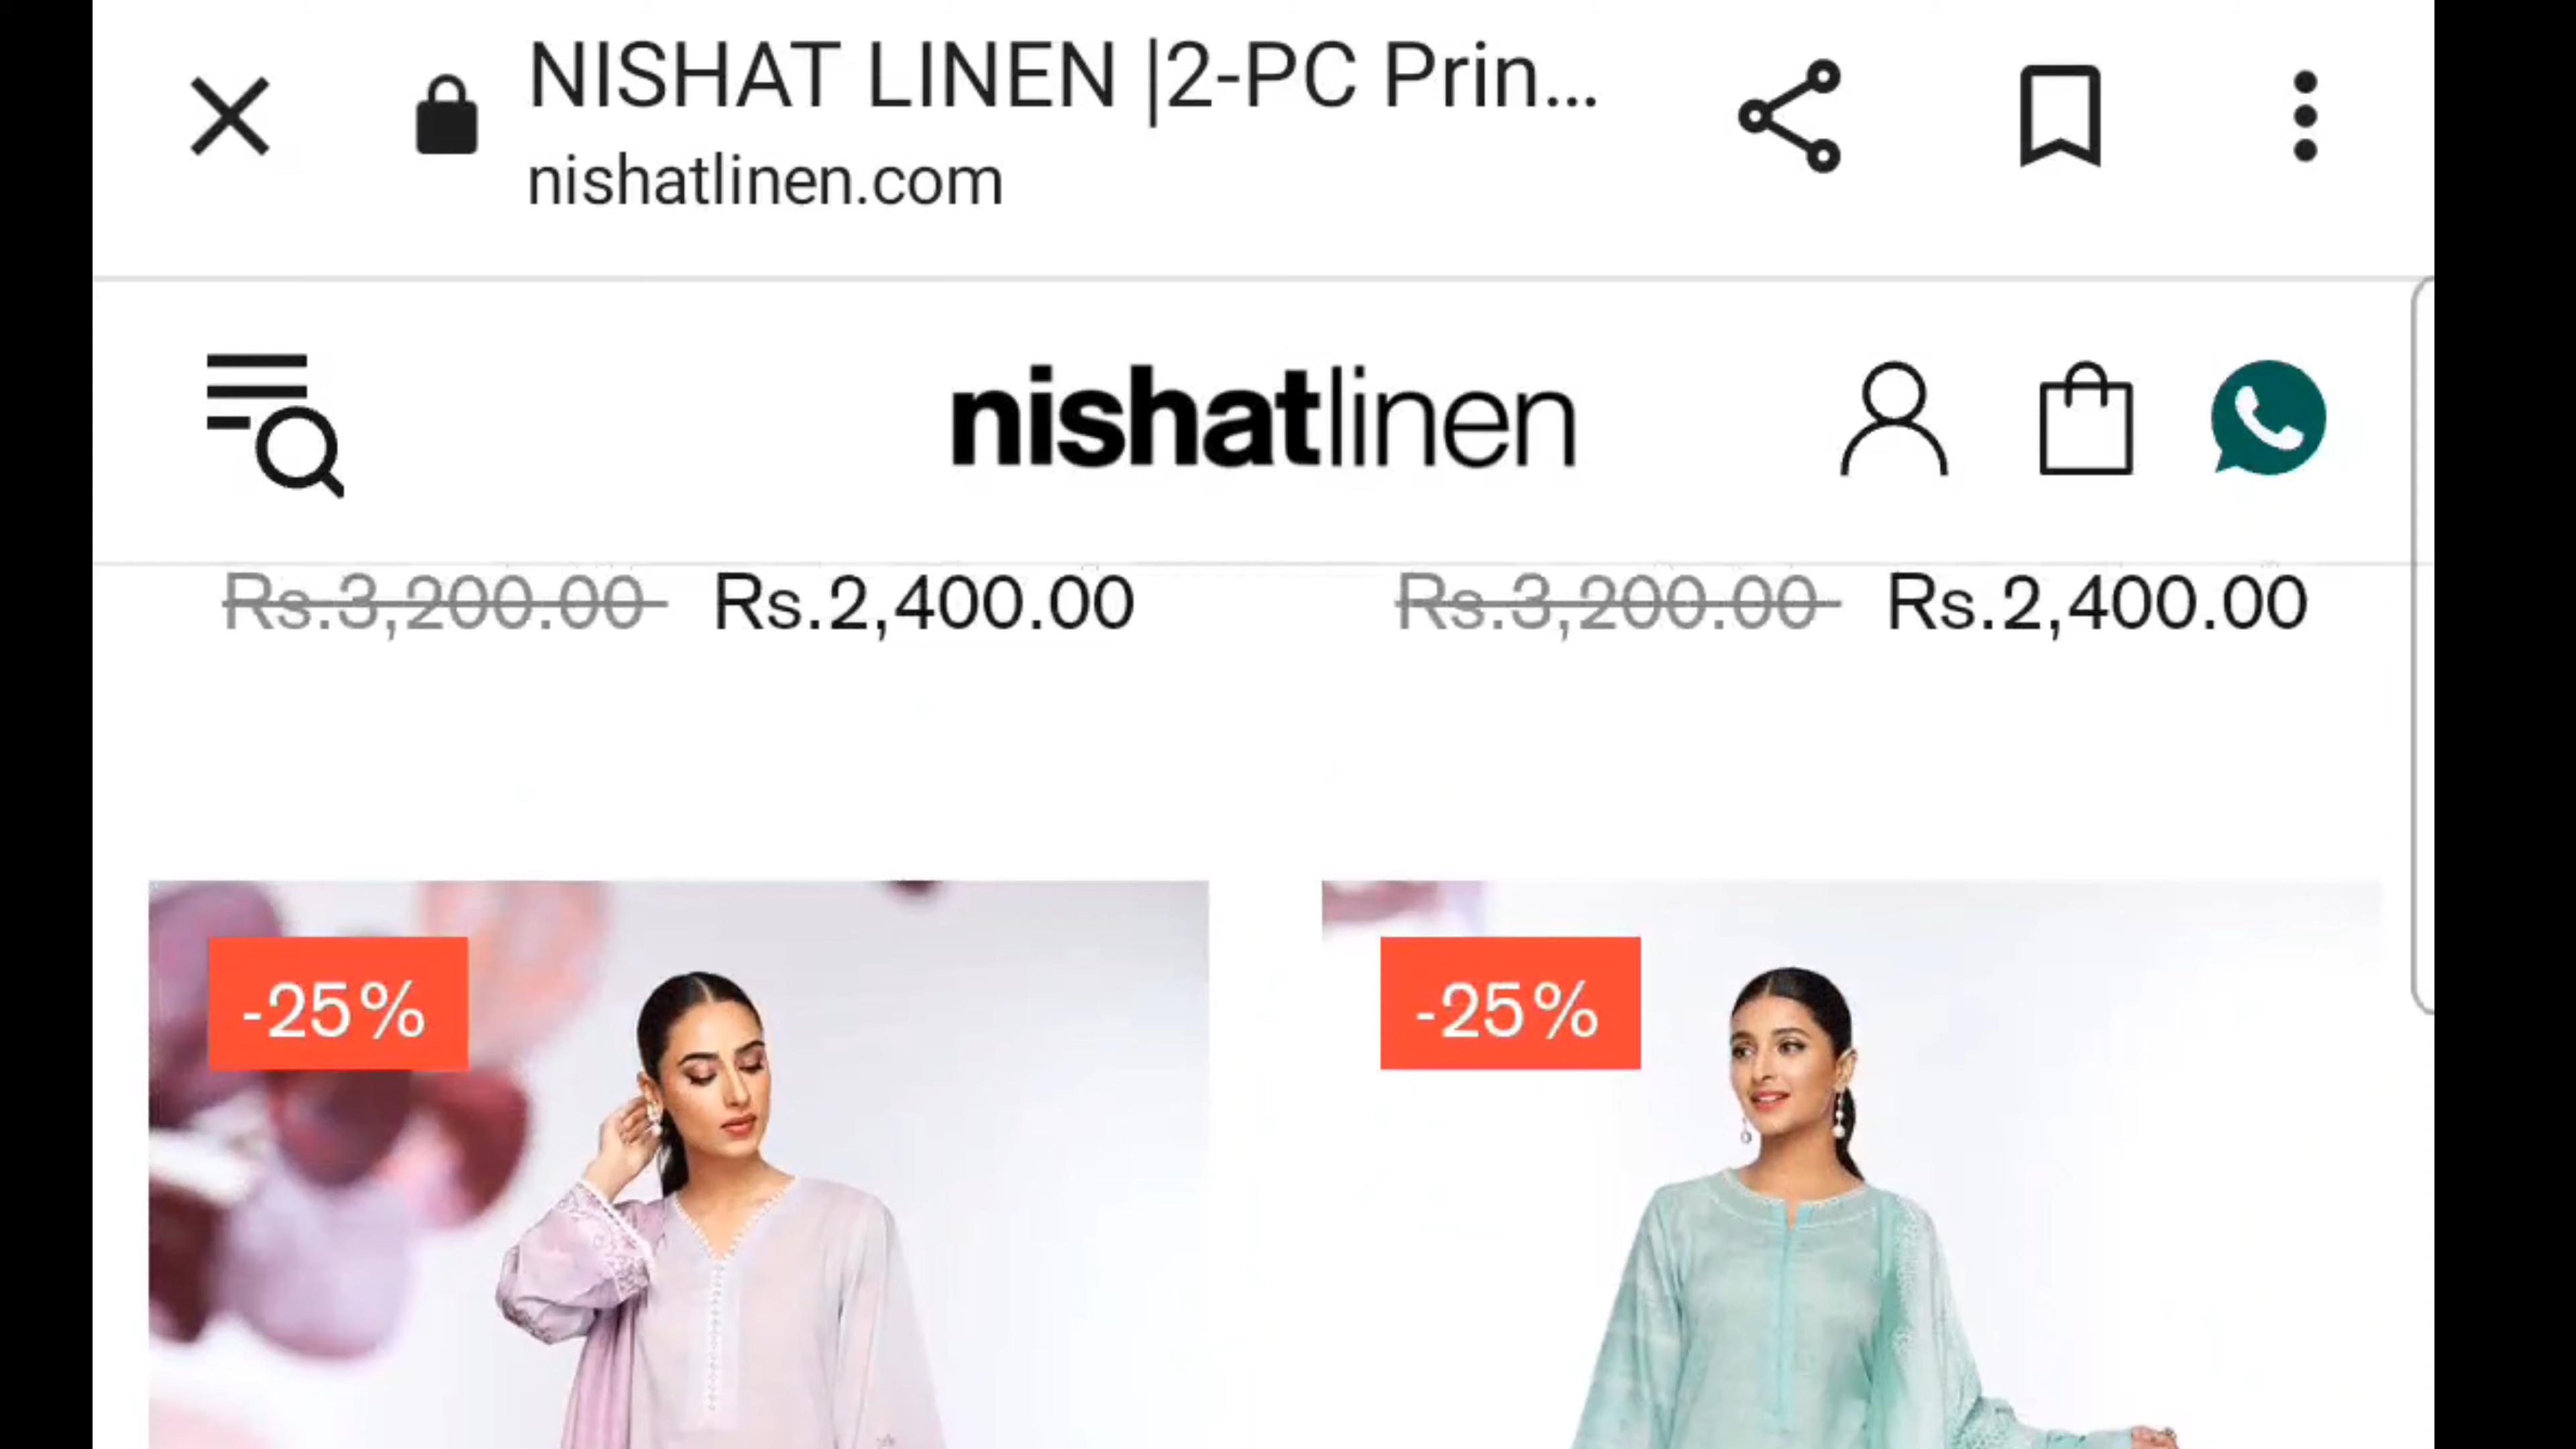 NISHAT LINEN |2-PC Prin...
nishatlinen.com
nishatlinen
Rs.3,200.00 Rs.2,400.00
Rs.3,200.00 Rs.2,400.00
-25%
-25%